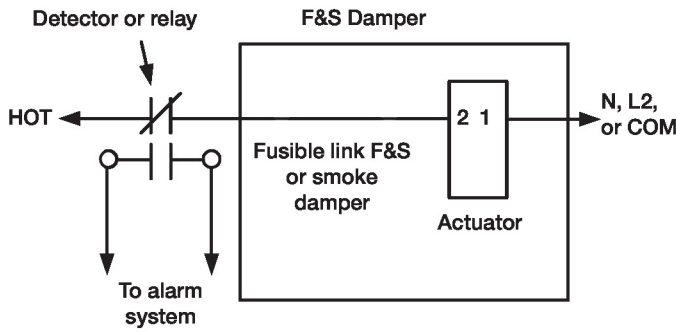 Detector or relay
F&S Damper
HOT
2 1
N, L2,
or COM
Fusible link F&S
or smoke
damper
Actuator
To alarm
system